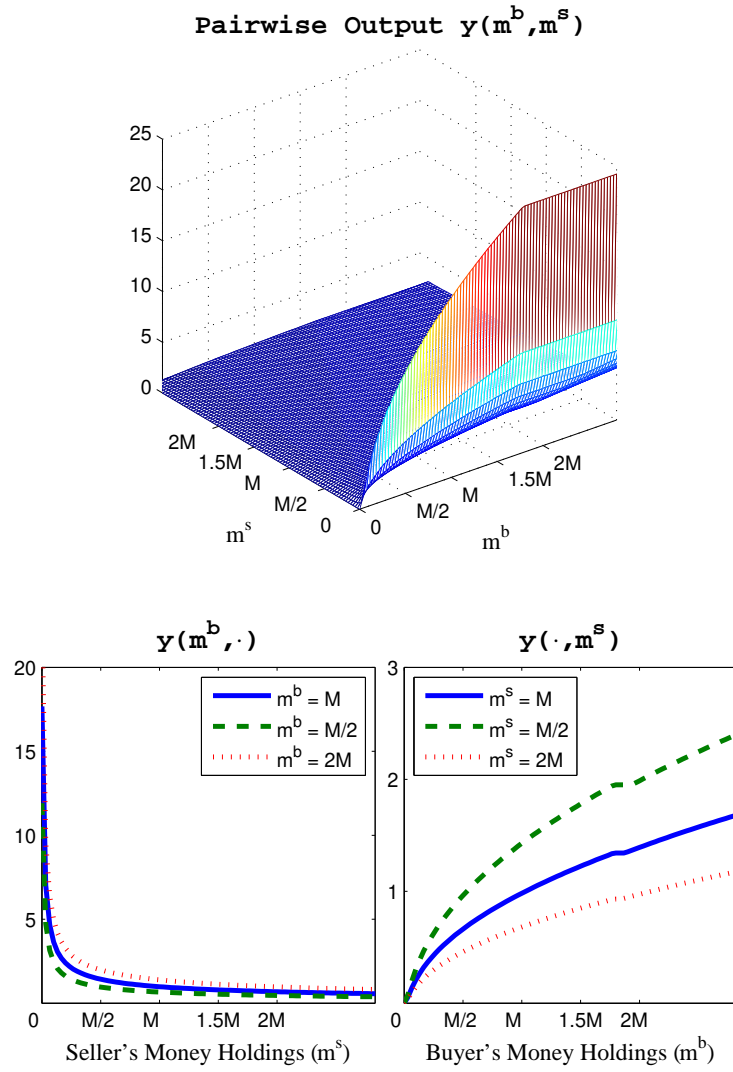 Pairwise Output y(m^b,m^s)
25
20
15
10
5
0
2M
1.5M
M
M/2
0
m^s
0
M/2
M
1.5M
2M
m^b
y(m^b,·)
20
15
10
5
0
M/2
M
1.5M
2M
m^b = M
m^b = M/2
m^b = 2M
Seller's Money Holdings (m^s)
y(·,m^s)
3
2
1
0
M/2
M
1.5M
2M
m^s = M
m^s = M/2
m^s = 2M
Buyer's Money Holdings (m^b)